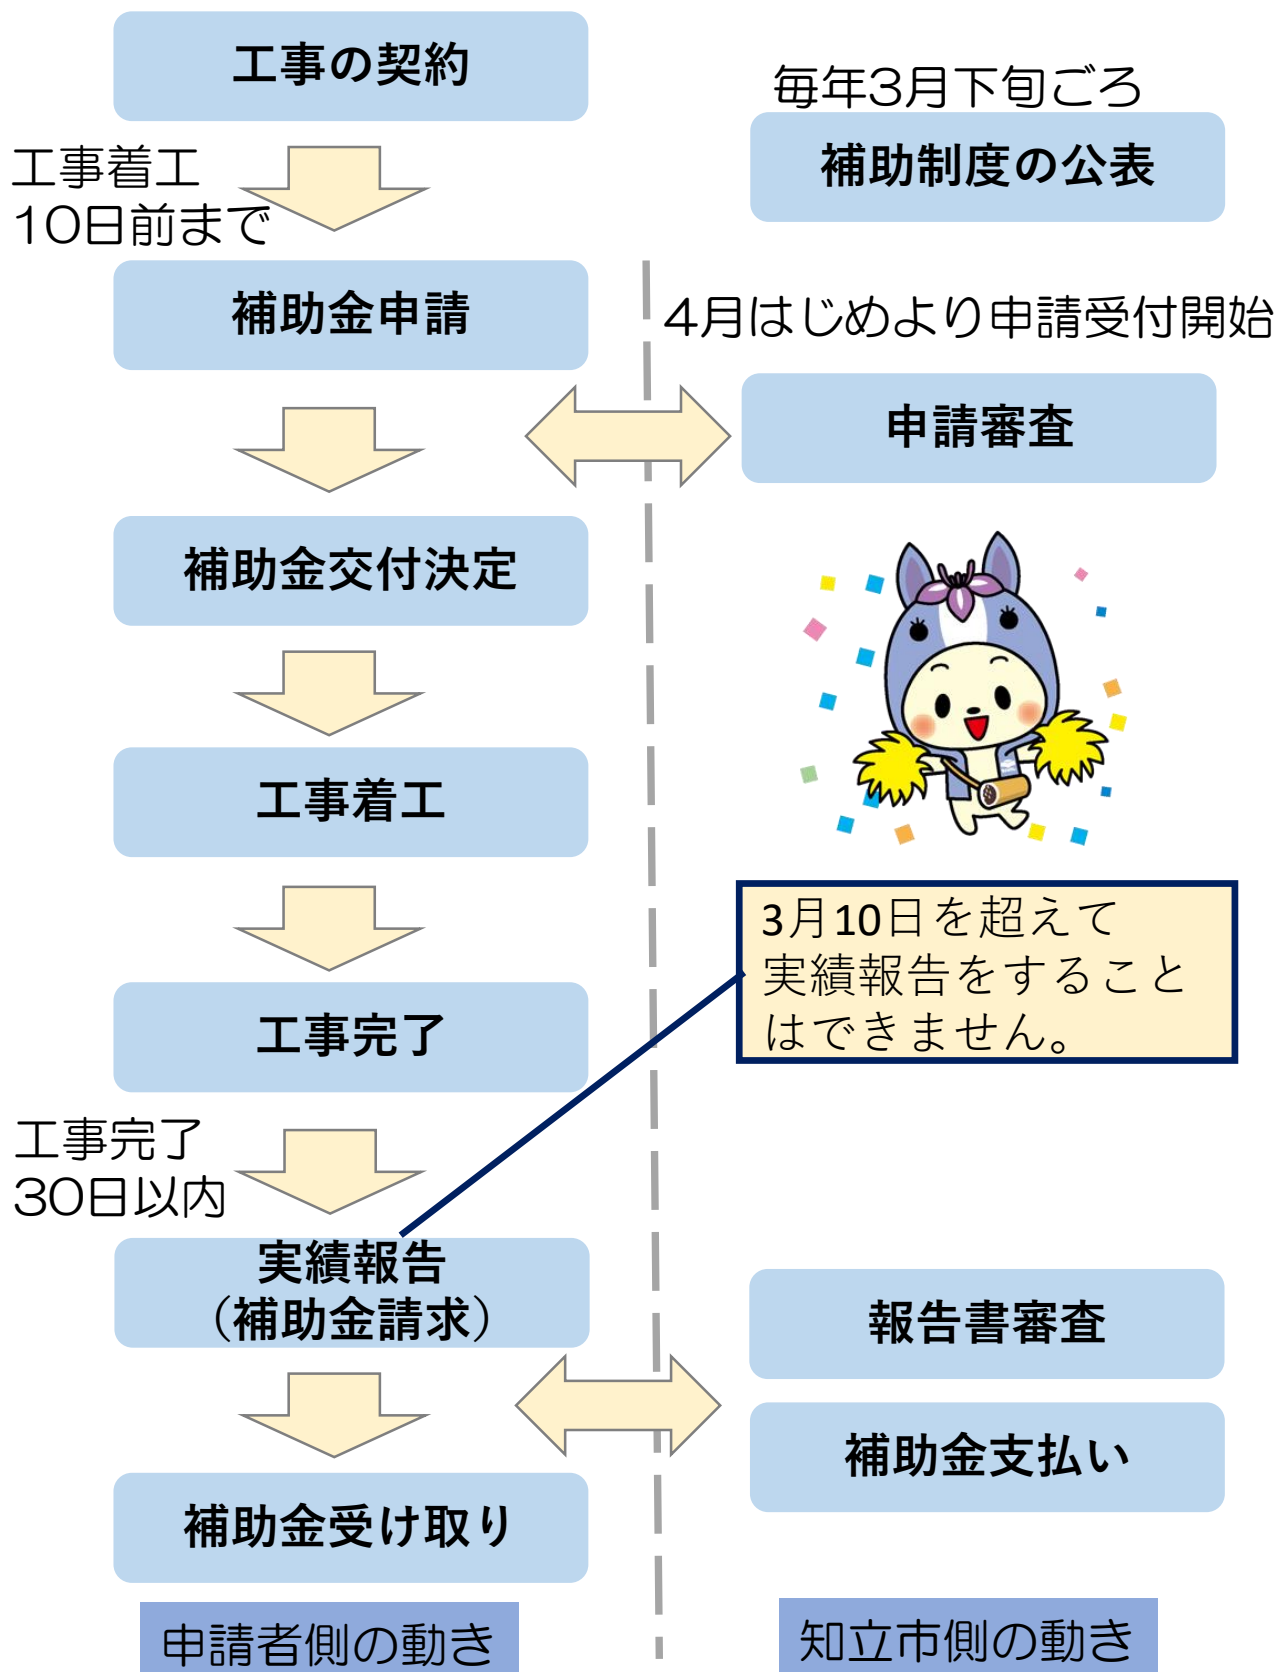 工事の契約
毎年3月下旬ごろ
補助制度の公表
工事着工
10日前まで
補助金申請
4月はじめより申請受付開始
申請審査
補助金交付決定
工事着工
3月10日を超えて
実績報告をすること
はできません。
工事完了
工事完了
30日以内
実績報告
（補助金請求）
報告書審査
補助金支払い
補助金受け取り
申請者側の動き
知立市側の動き